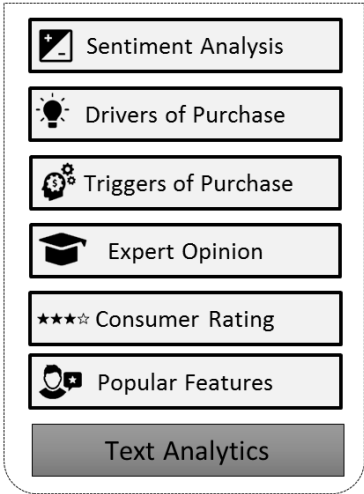 Sentiment Analysis
Drivers of Purchase
Triggers of Purchase
Expert Opinion
Consumer Rating
Popular Features
Text Analytics